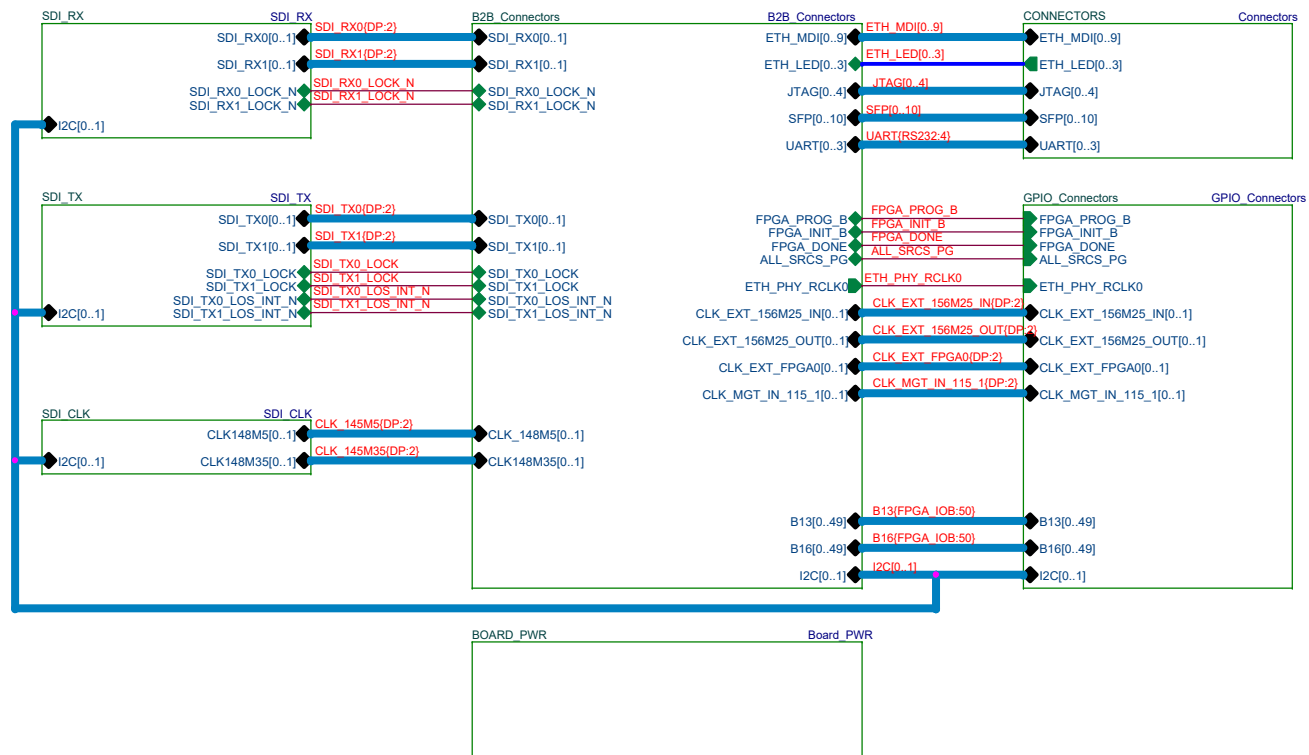 SDI_RX SDI_RX
SDI_RX0[0..1]
SDI_RX1[0..1]
SDI_RX0_LOCK_N
SDI_RX1_LOCK_N
I2C[0..1]
SDI_RX0{DP:2}
SDI_RX1{DP:2}
SDI_RX0_LOCK_N
SDI_RX1_LOCK_N
SDI_TX SDI_TX
SDI_TX0[0..1]
SDI_TX1[0..1]
SDI_TX0_LOCK
SDI_TX1_LOCK
SDI_TX0_LOS_INT_N
SDI_TX1_LOS_INT_N
I2C[0..1]
SDI_TX0{DP:2}
SDI_TX1{DP:2}
SDI_TX0_LOCK
SDI_TX1_LOCK
SDI_TX0_LOS_INT_N
SDI_TX1_LOS_INT_N
SDI_CLK SDI_CLK
CLK148M5[0..1]
CLK148M35[0..1]
I2C[0..1]
CLK_145M5{DP:2}
CLK_145M35{DP:2}
B2B_Connectors B2B_Connectors
SDI_RX0[0..1]
SDI_RX1[0..1]
SDI_RX0_LOCK_N
SDI_RX1_LOCK_N
SDI_TX0[0..1]
SDI_TX1[0..1]
SDI_TX0_LOCK
SDI_TX1_LOCK
SDI_TX0_LOS_INT_N
SDI_TX1_LOS_INT_N
CLK_148M5[0..1]
CLK148M35[0..1]
ETH_MDI[0..9]
ETH_LED[0..3]
JTAG[0..4]
SFP[0..10]
UART[0..3]
FPGA_PROG_B
FPGA_INIT_B
FPGA_DONE
ALL_SRCS_PG
ETH_PHY_RCLK0
CLK_EXT_156M25_IN[0..1]
CLK_EXT_156M25_OUT[0..1]
CLK_EXT_FPGA0[0..1]
CLK_MGT_IN_115_1[0..1]
B13[0..49]
B16[0..49]
I2C[0..1]
ETH_MDI[0..9]
ETH_LED[0..3]
JTAG[0..4]
SFP[0..10]
UART{RS232:4}
FPGA_PROG_B
FPGA_INIT_B
FPGA_DONE
ALL_SRCS_PG
ETH_PHY_RCLK0
CLK_EXT_156M25_IN{DP:2}
CLK_EXT_156M25_OUT{DP:2}
CLK_EXT_FPGA0{DP:2}
CLK_MGT_IN_115_1{DP:2}
B13{FPGA_IOB:50}
B16{FPGA_IOB:50}
I2C[0..1]
CONNECTORS Connectors
ETH_MDI[0..9]
ETH_LED[0..3]
JTAG[0..4]
SFP[0..10]
UART[0..3]
GPIO_Connectors GPIO_Connectors
FPGA_PROG_B
FPGA_INIT_B
FPGA_DONE
ALL_SRCS_PG
ETH_PHY_RCLK0
CLK_EXT_156M25_IN[0..1]
CLK_EXT_156M25_OUT[0..1]
CLK_EXT_FPGA0[0..1]
CLK_MGT_IN_115_1[0..1]
B13[0..49]
B16[0..49]
I2C[0..1]
BOARD_PWR Board_PWR